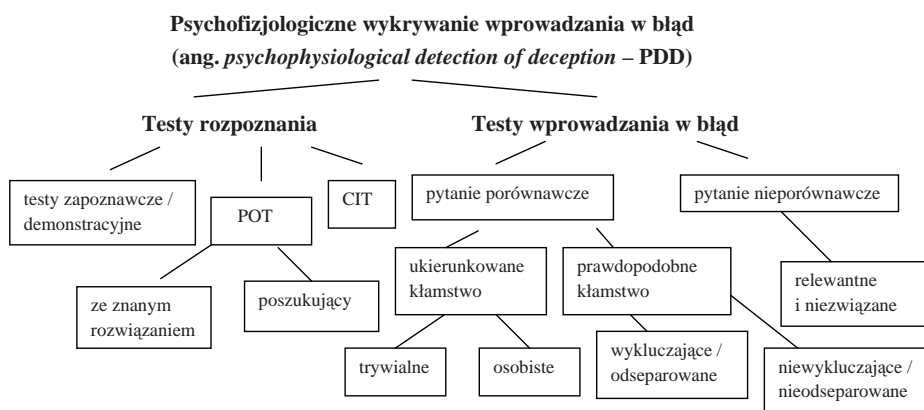 Psychofizjologiczne wykrywanie wprowadzania w błąd
(ang. psychophysiological detection of deception – PDD)
Testy rozpoznania
Testy wprowadzania w błąd
testy zapoznawcze /
demonstracyjne
POT
CIT
pytanie porównawcze
pytanie nieporównawcze
ze znanym
rozwiązaniem
poszukujący
ukierunkowane
kłamstwo
prawdopodobne
kłamstwo
relewantne
i niezwiązane
trywialne
osobiste
wykluczające /
odseparowane
niewykluczające /
nieodseparowane